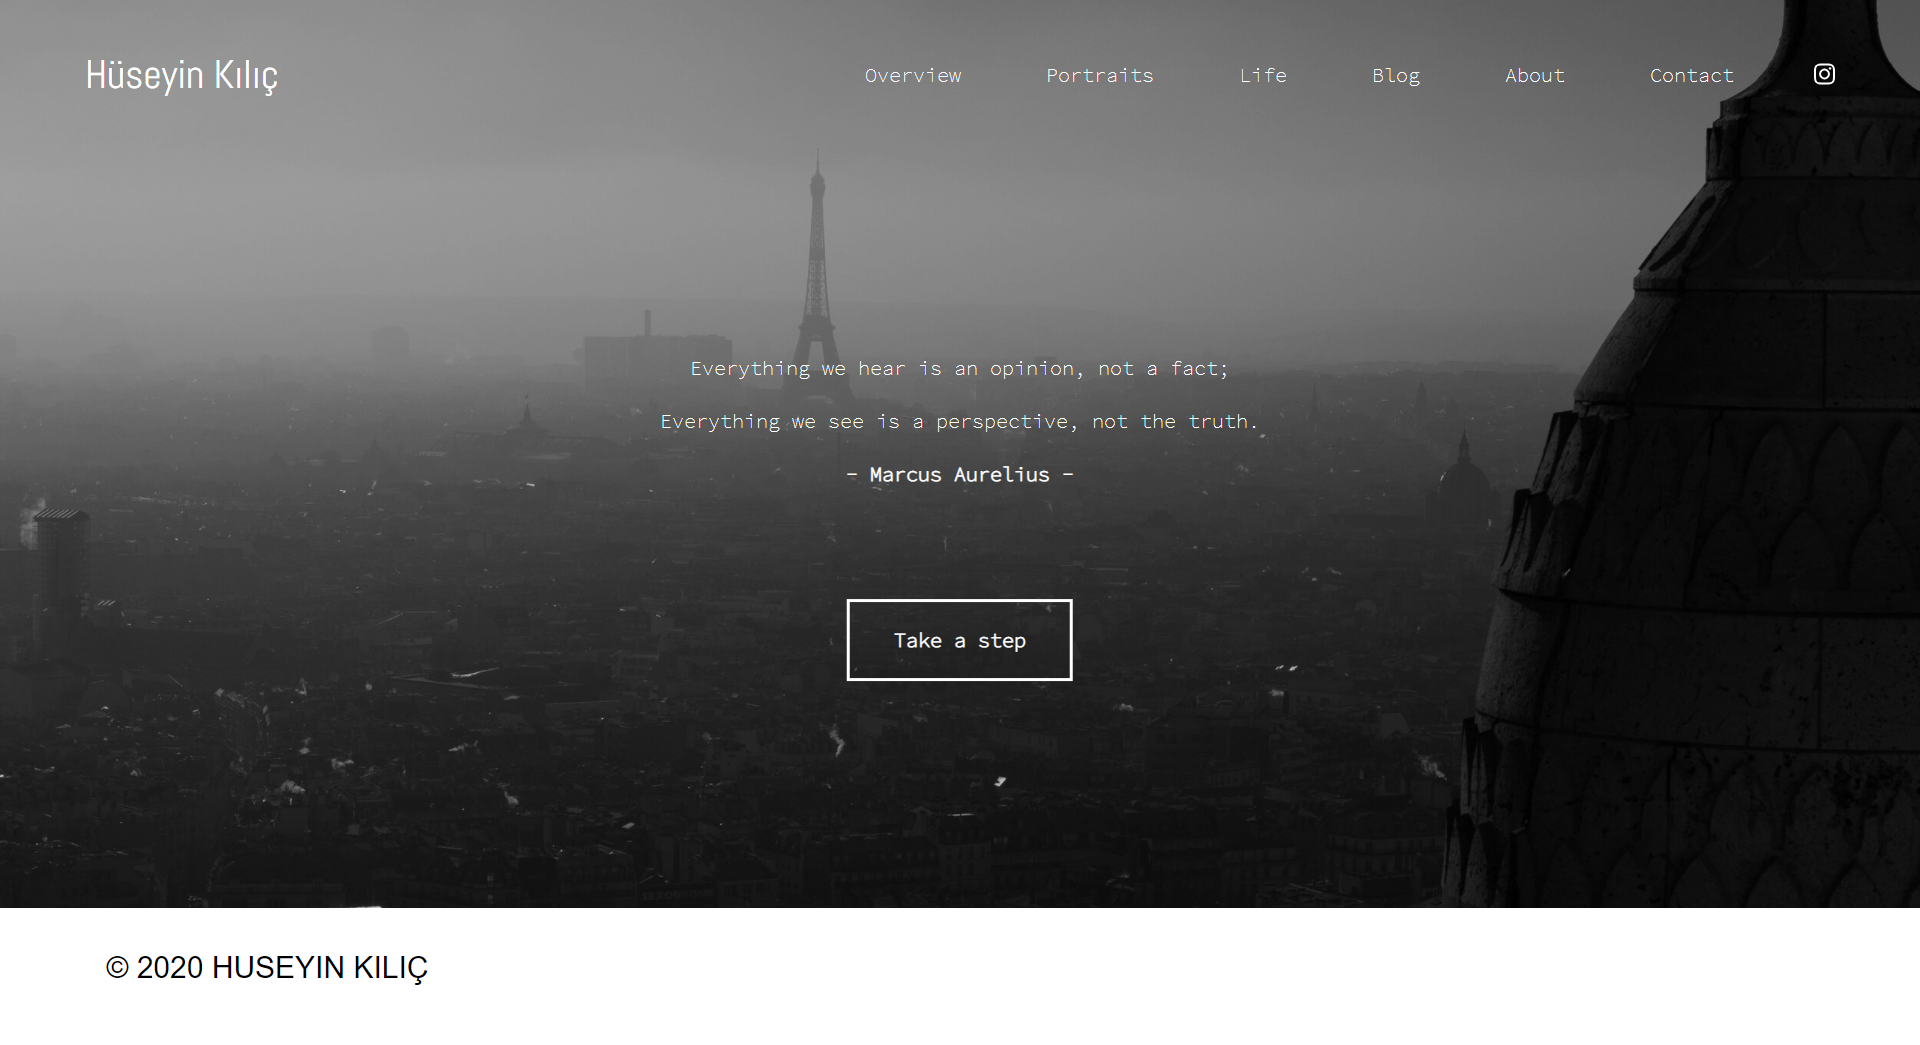 Hüseyin Kılıç
Overview Portraits Life Blog About Contact
Everything we hear is an opinion, not a fact;
Everything we see is a perspective, not the truth.
- Marcus Aurelius -
Take a step
© 2020 HUSEYIN KILIÇ